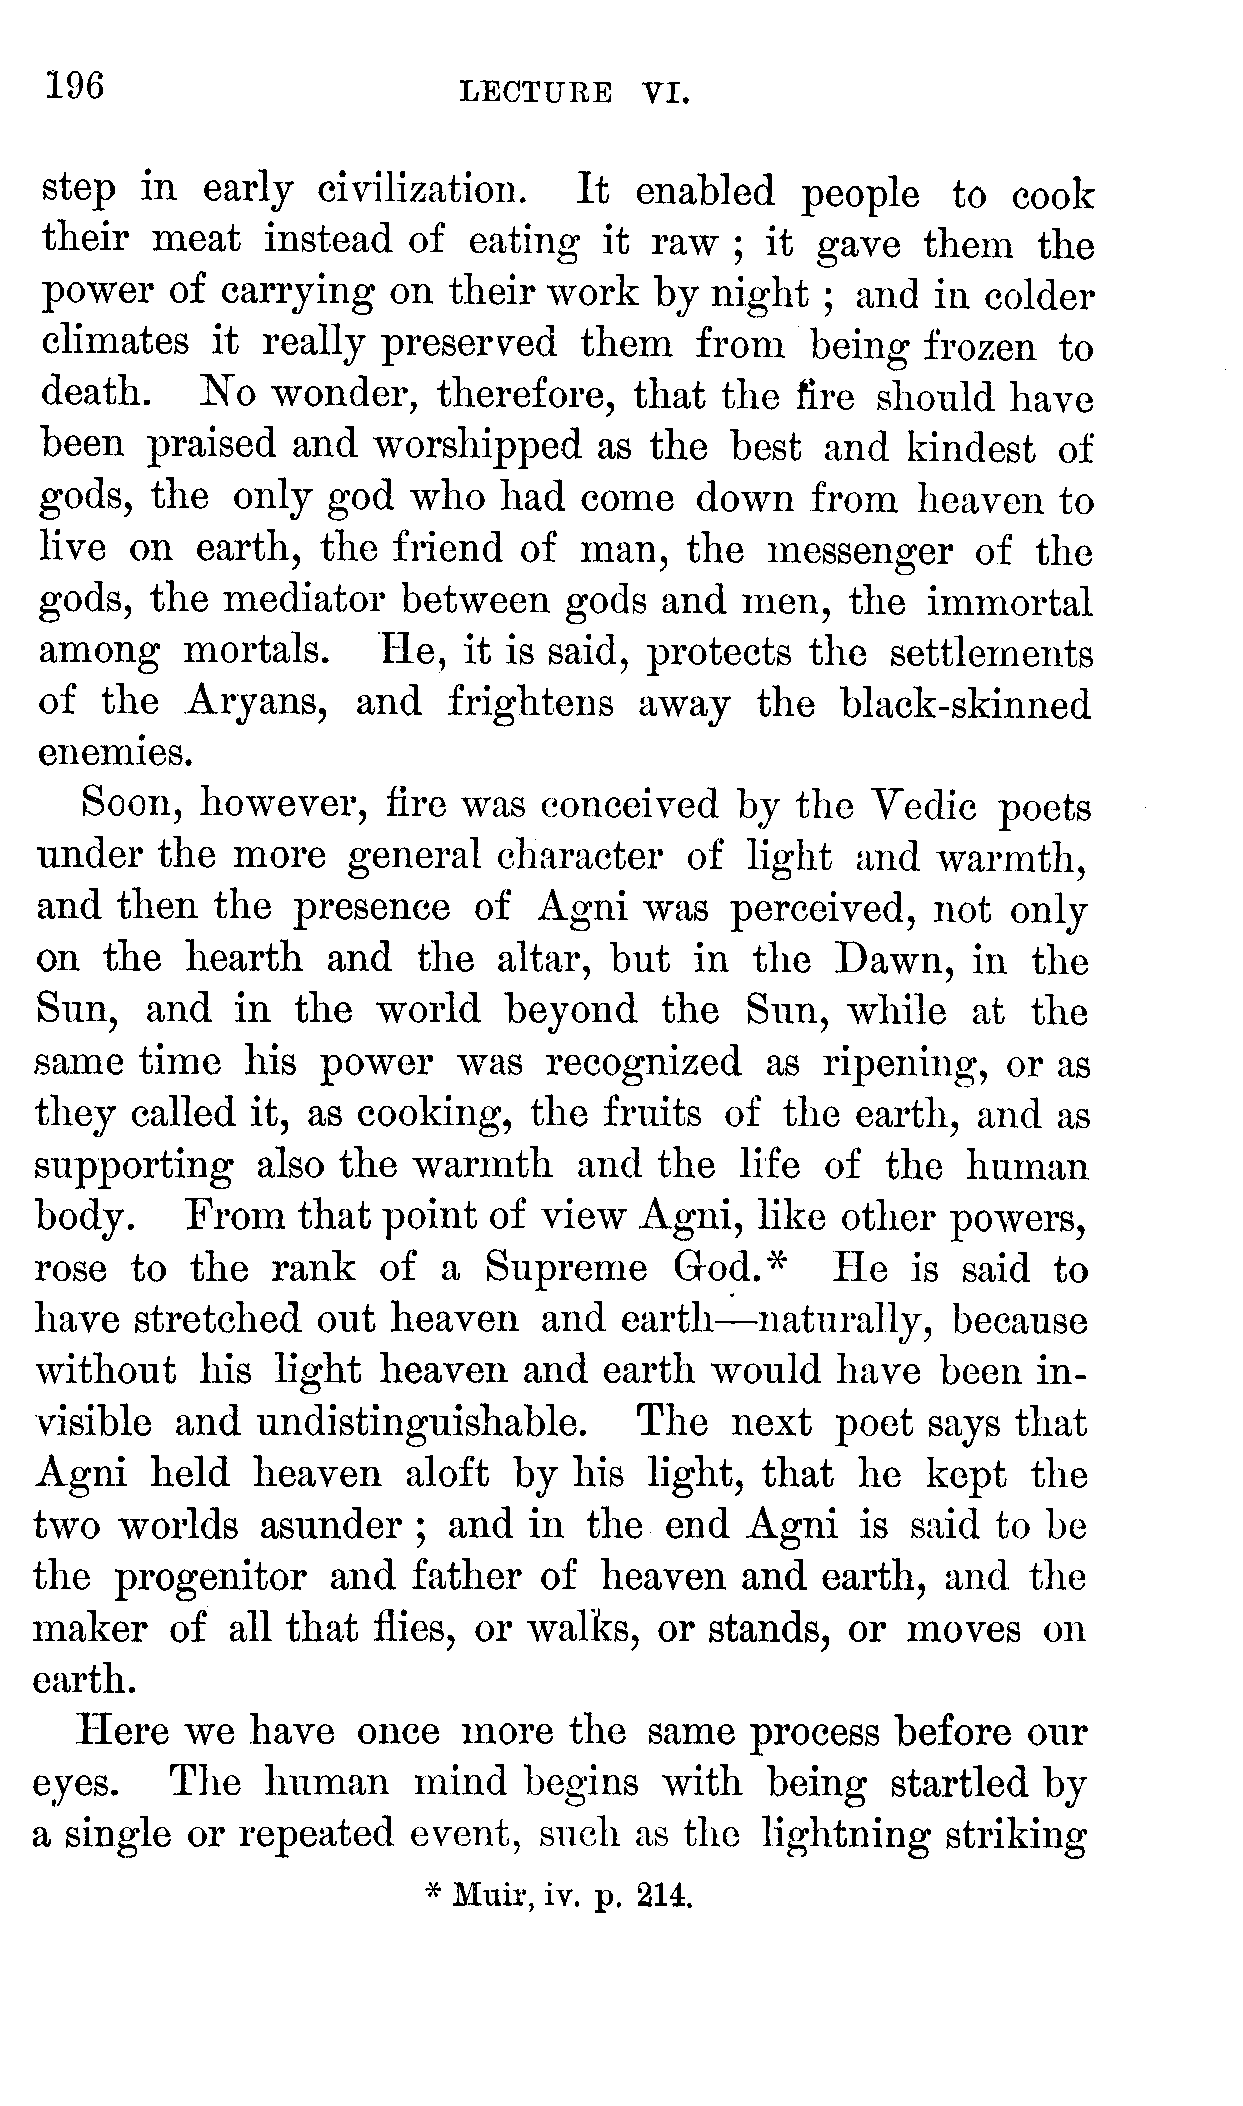 196 LECTURE VI.
step in early civilization. It enabled people to cook
their meat instead of eating it raw ; it gave them the
power of carrying on their work by night ; and in colder
climates it really preserved them from being frozen to
death. No wonder, therefore, that the fire should have
been praised and worshipped as the best and kindest of
gods, the only god who had come down from heaven to
live on earth, the friend of man, the messenger of the
gods, the mediator between gods and men, the immortal
among mortals. He, it is said, protects the settlements
of the Aryans, and frightens away the black-skinned
enemies.
Soon, however, fire was conceived by the Vedic poets
under the more general character of light and warmth,
and then the presence of Agni was perceived, not only
on the hearth and the altar, but in the Dawn, in the
Sun, and in the world beyond the Sun, while at the
same time his power was recognized as ripening, or as
they called it, as cooking, the fruits of the earth, and as
supporting also the warmth and the life of the human
body. From that point of view Agni, like other powers,
rose to the rank of a Supreme God.* He is said to
have stretched out heaven and earth—naturally, because
without his light heaven and earth would have been in-
visible and undistinguishable. The next poet says that
Agni held heaven aloft by his light, that he kept the
two worlds asunder ; and in the end Agni is said to be
the progenitor and father of heaven and earth, and the
maker of all that flies, or walks, or stands, or moves on
earth.
Here we have once more the same process before our
eyes. The human mind begins with being startled by
a single or repeated event, such as the lightning striking
* Muir, iv. p. 214.